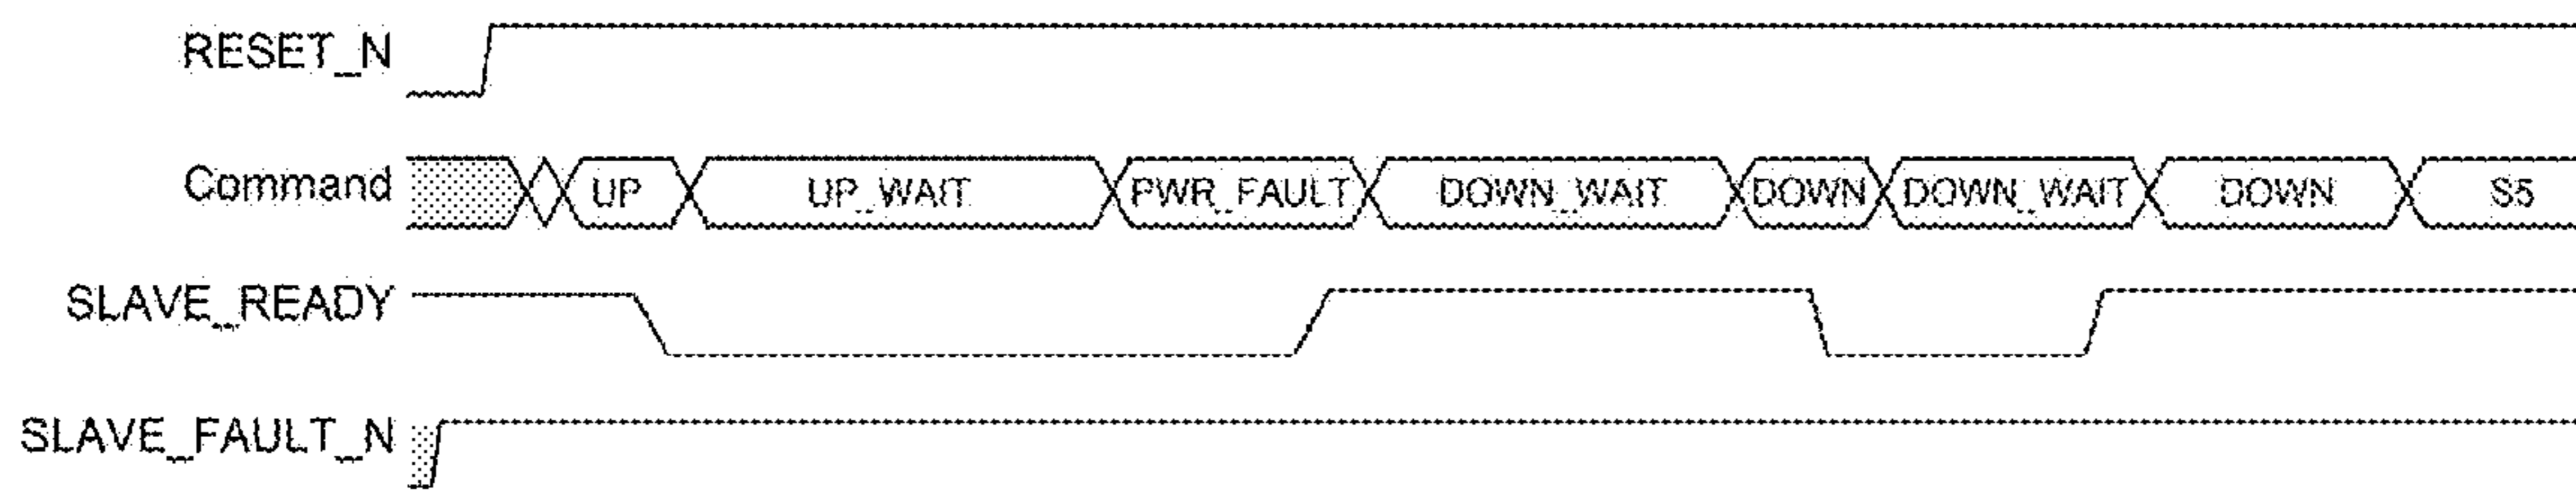 RESET_N
Command UP UP_WAIT PWR_FAULT DOWN_WAIT DOWN DOWN_WAIT DOWN S5
SLAVE_READY
SLAVE_FAULT_N